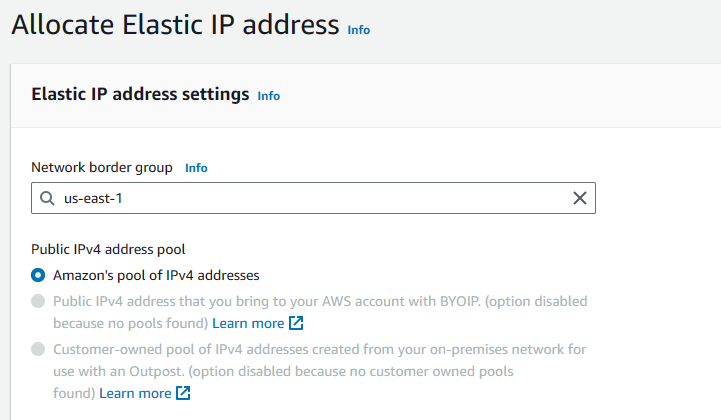 Allocate Elastic IP address Info
Elastic IP address settings Info
Network border group Info
us-east-1
Public IPv4 address pool
Amazon's pool of IPv4 addresses
Public IPv4 address that you bring to your AWS account with BYOIP. (option disabled
because no pools found) Learn more
Customer-owned pool of IPv4 addresses created from your on-premises network for
use with an Outpost. (option disabled because no customer owned pools
found) Learn more